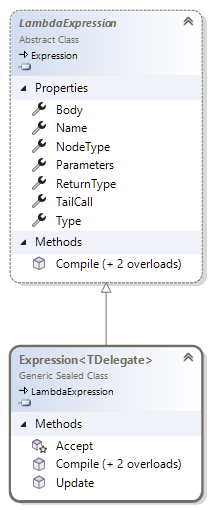 LambdaExpression
Abstract Class
Expression
Properties
Body
Name
NodeType
Parameters
ReturnType
TailCall
Type
Methods
Compile (+ 2 overloads)
Expression<TDelegate>
Generic Sealed Class
LambdaExpression
Methods
Accept
Compile (+ 2 overloads)
Update